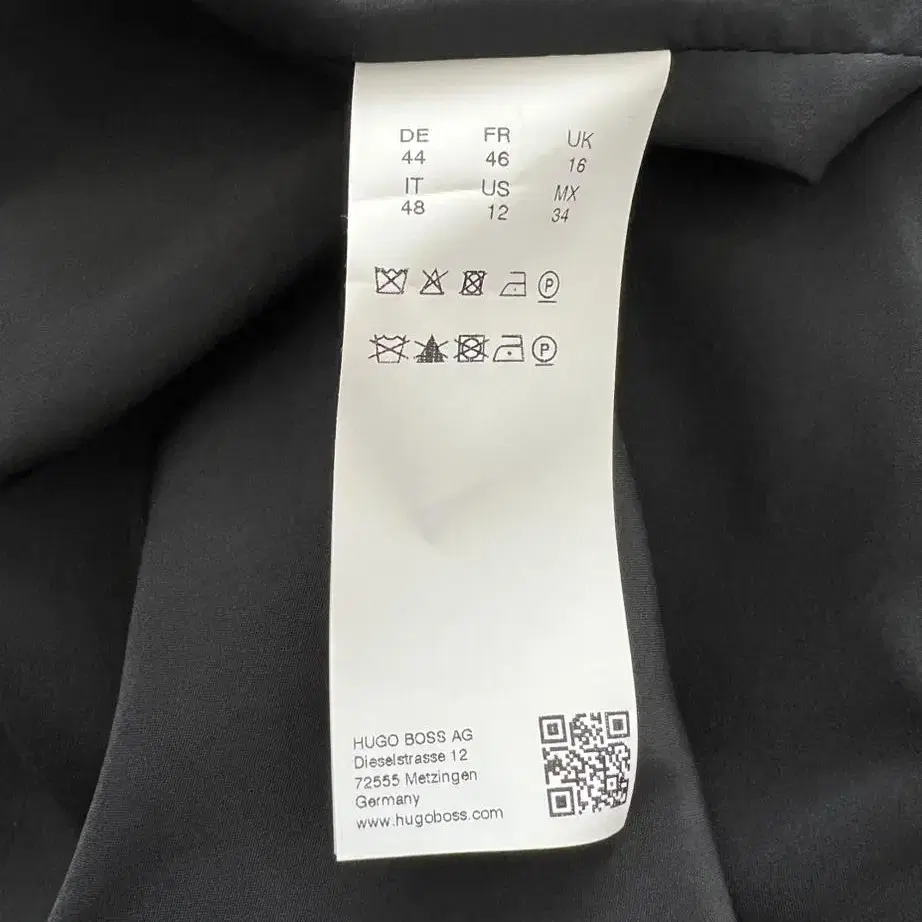 DE FR UK
44 46 16
IT US MX
48 12 34
P
P
HUGO BOSS AG
Dieselstrasse 12
72555 Metzingen
Germany
www.hugoboss.com